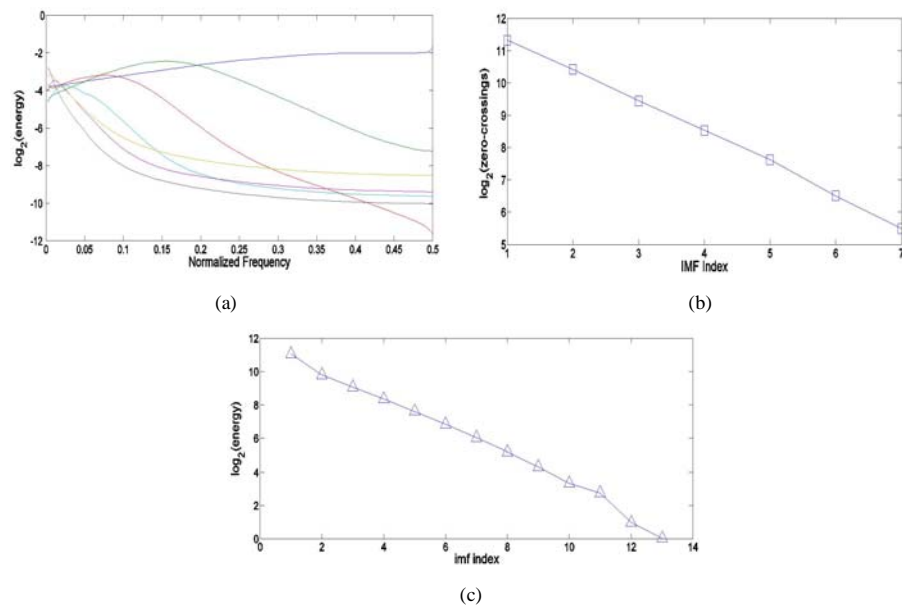 0
-2
-4
-6
-8
-10
-12
log2(energy)
0 0.05 0.1 0.15 0.2 0.25 0.3 0.35 0.4 0.45 0.5
Normalized Frequency
(a)
12
11
10
9
8
7
6
5
log2(zero-crossings)
1 2 3 4 5 6 7
IMF Index
(b)
12
10
8
6
4
2
0
log2(energy)
0 2 4 6 8 10 12 14
imf index
(c)